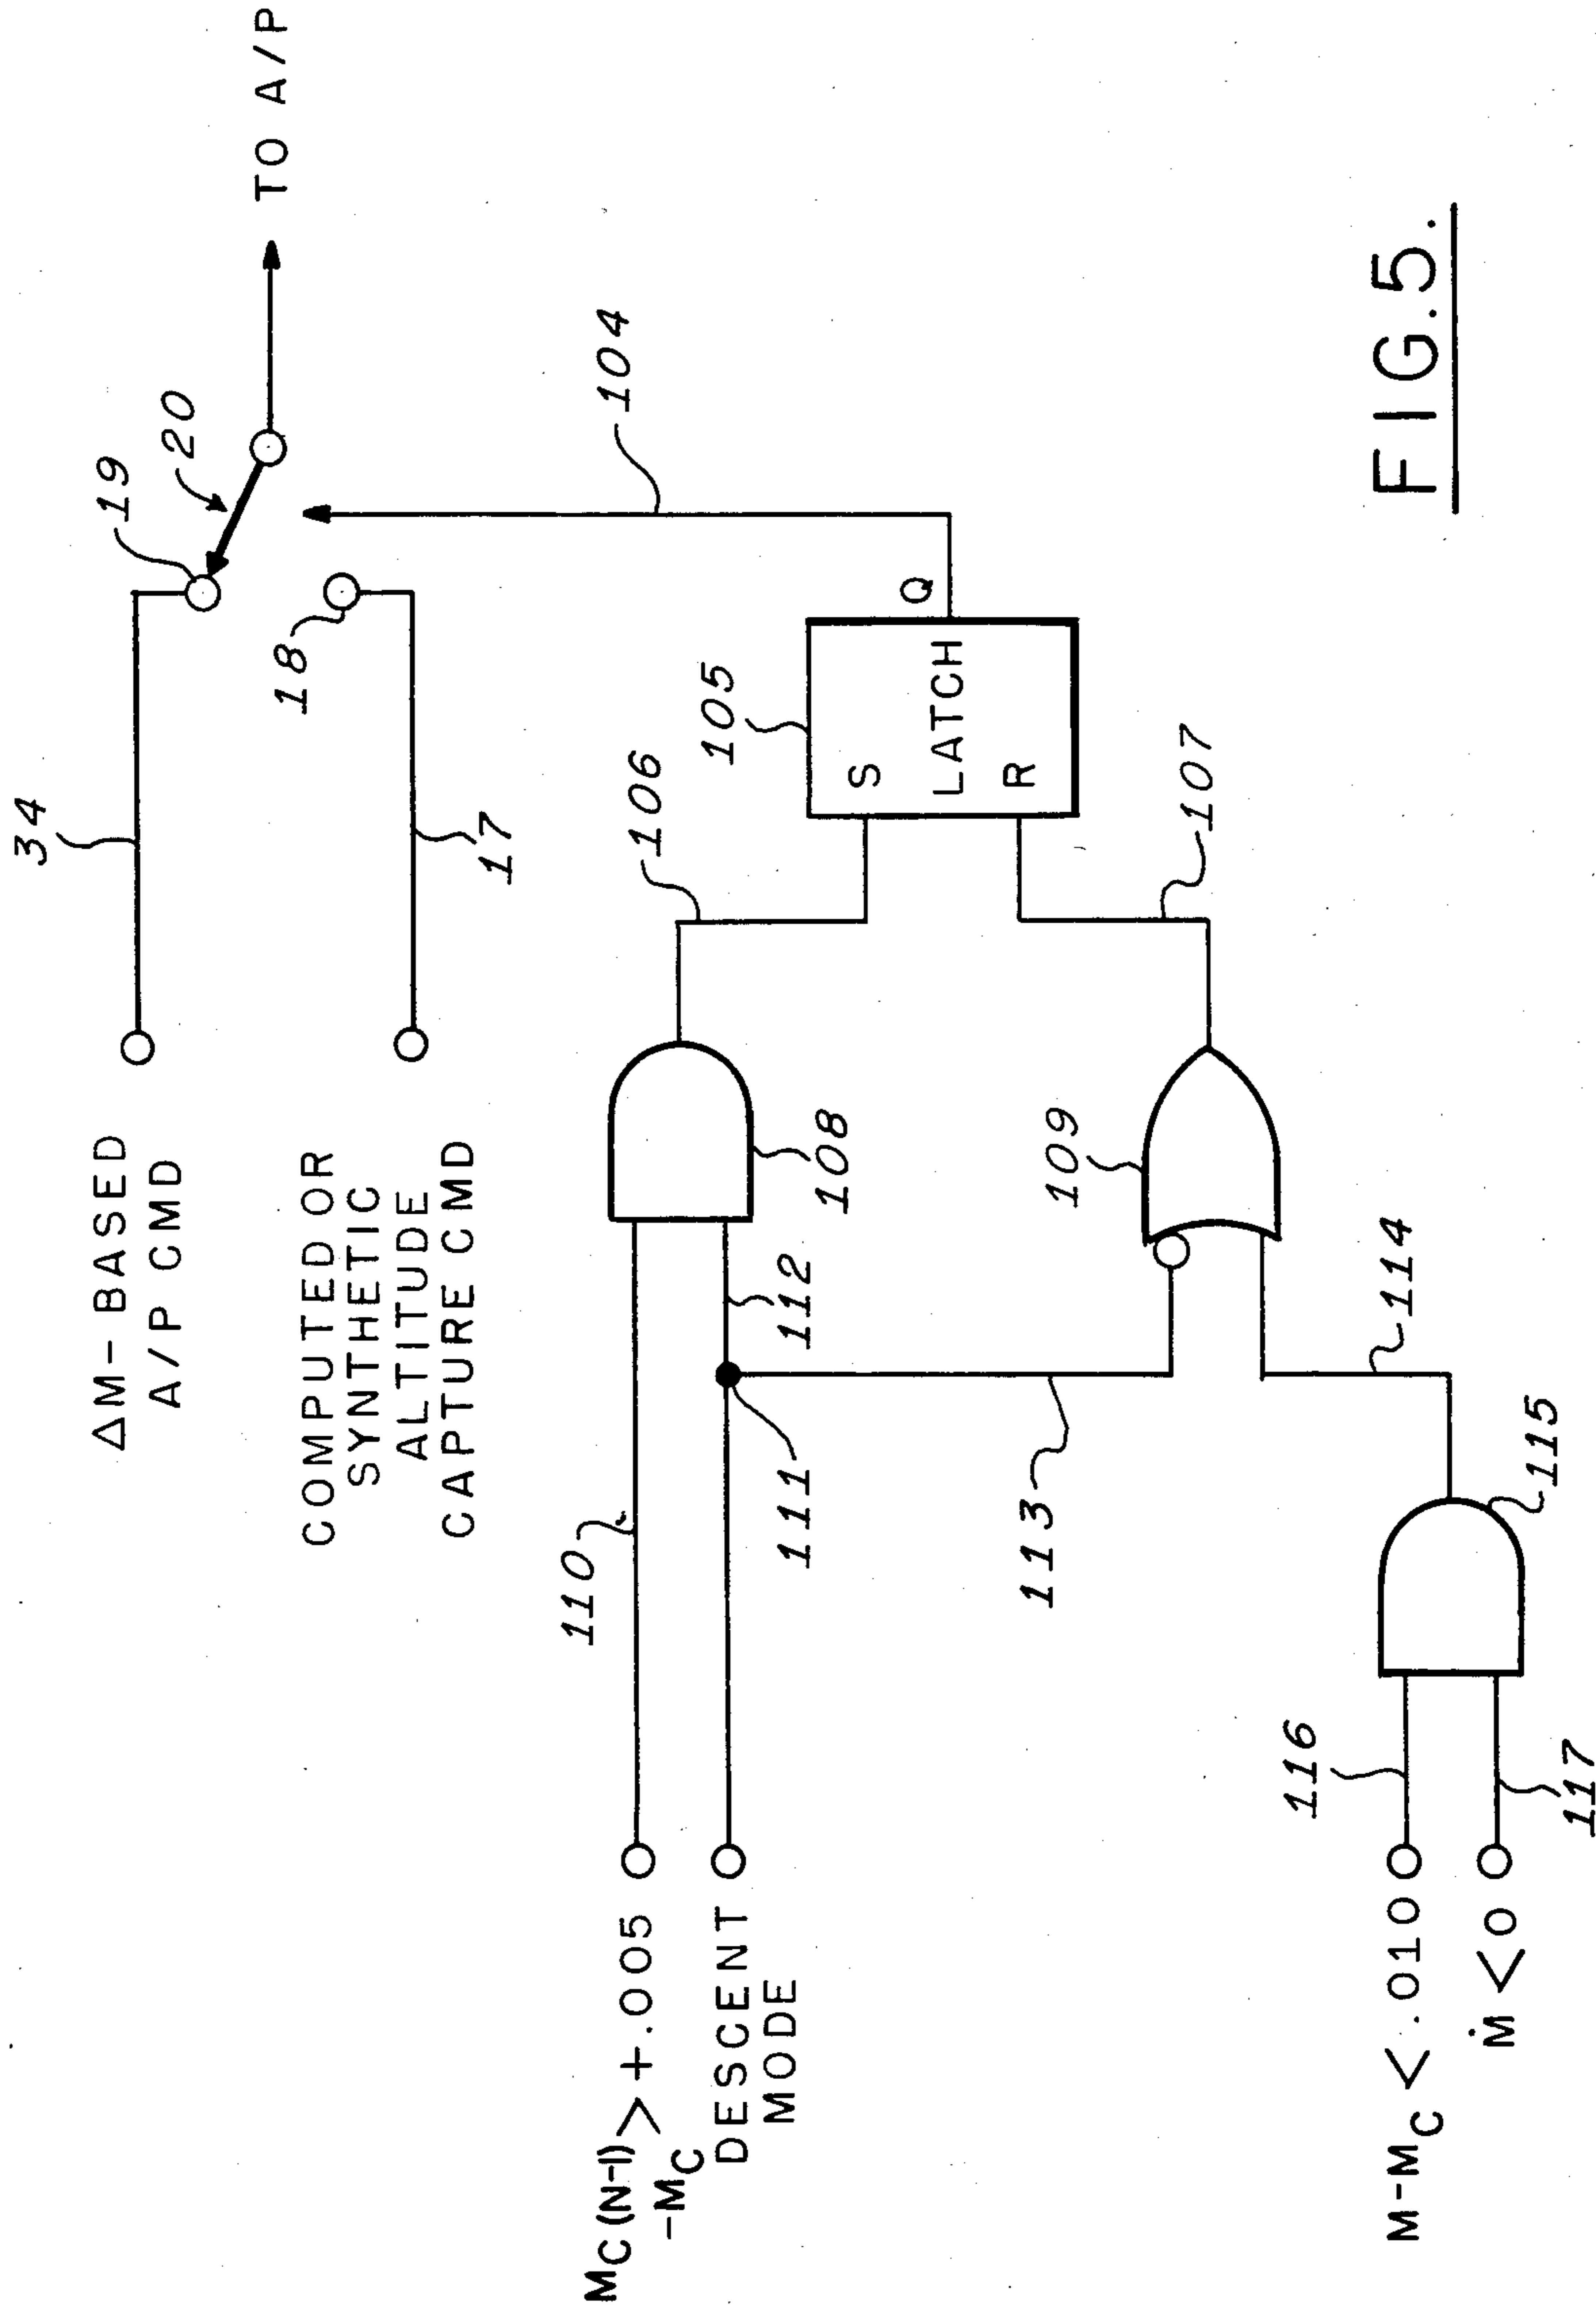 34
19
20
TO A/P
ΔM-BASED
A/P CMD
18
17
COMPUTED OR
SYNTHETIC
ALTITUDE
CAPTURE CMD
104
106
105
Q
S
LATCH
R
107
110
108
112
111
109
113
114
115
116
117
MC(N-1) > +.005
-MC
DESCENT
MODE
M-MC < .010
Ṁ < 0
FIG.5.